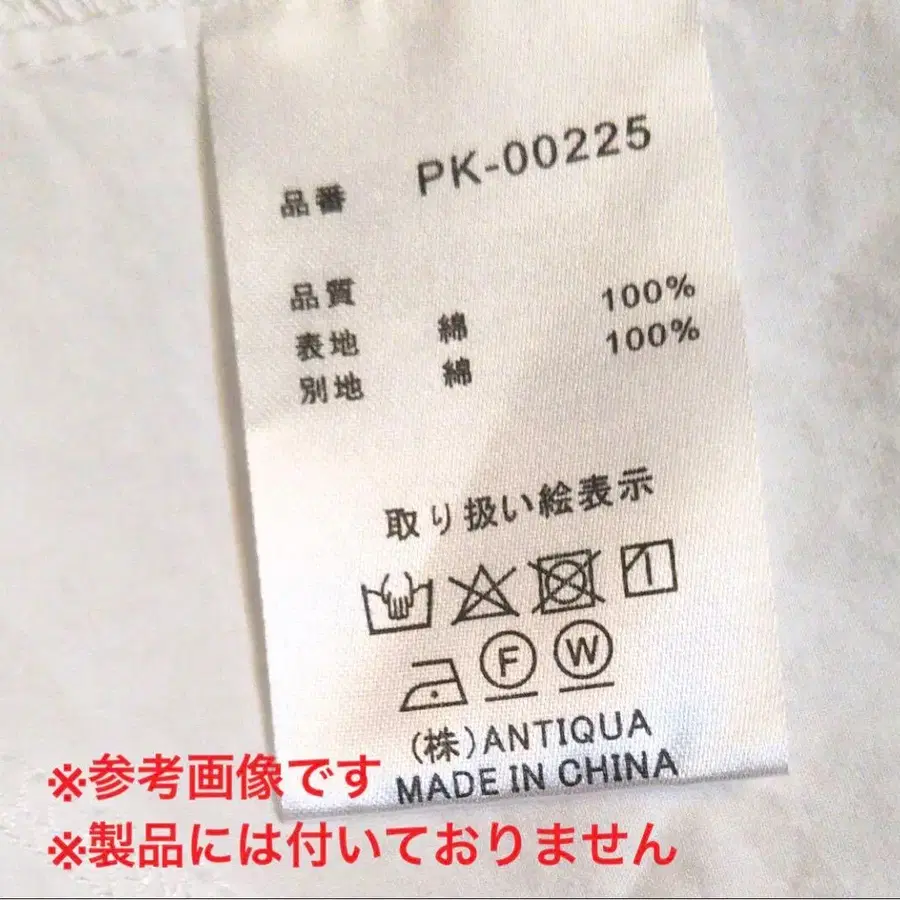 品番 PK-00225
品質
表地 綿 100%
別地 綿 100%
取り扱い絵表示
F W
(株)ANTIQUA
MADE IN CHINA
※参考画像です
※製品には付いておりません